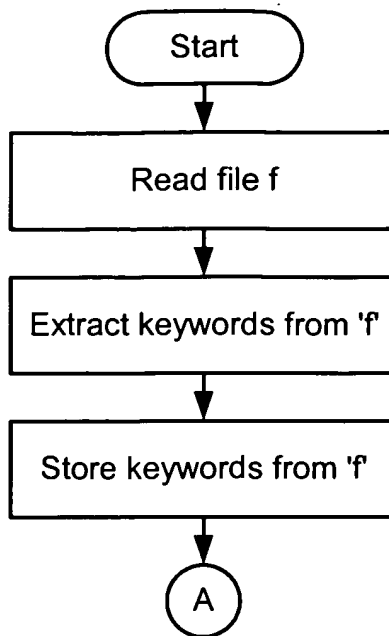 Start
Read file f
Extract keywords from 'f'
Store keywords from 'f'
A